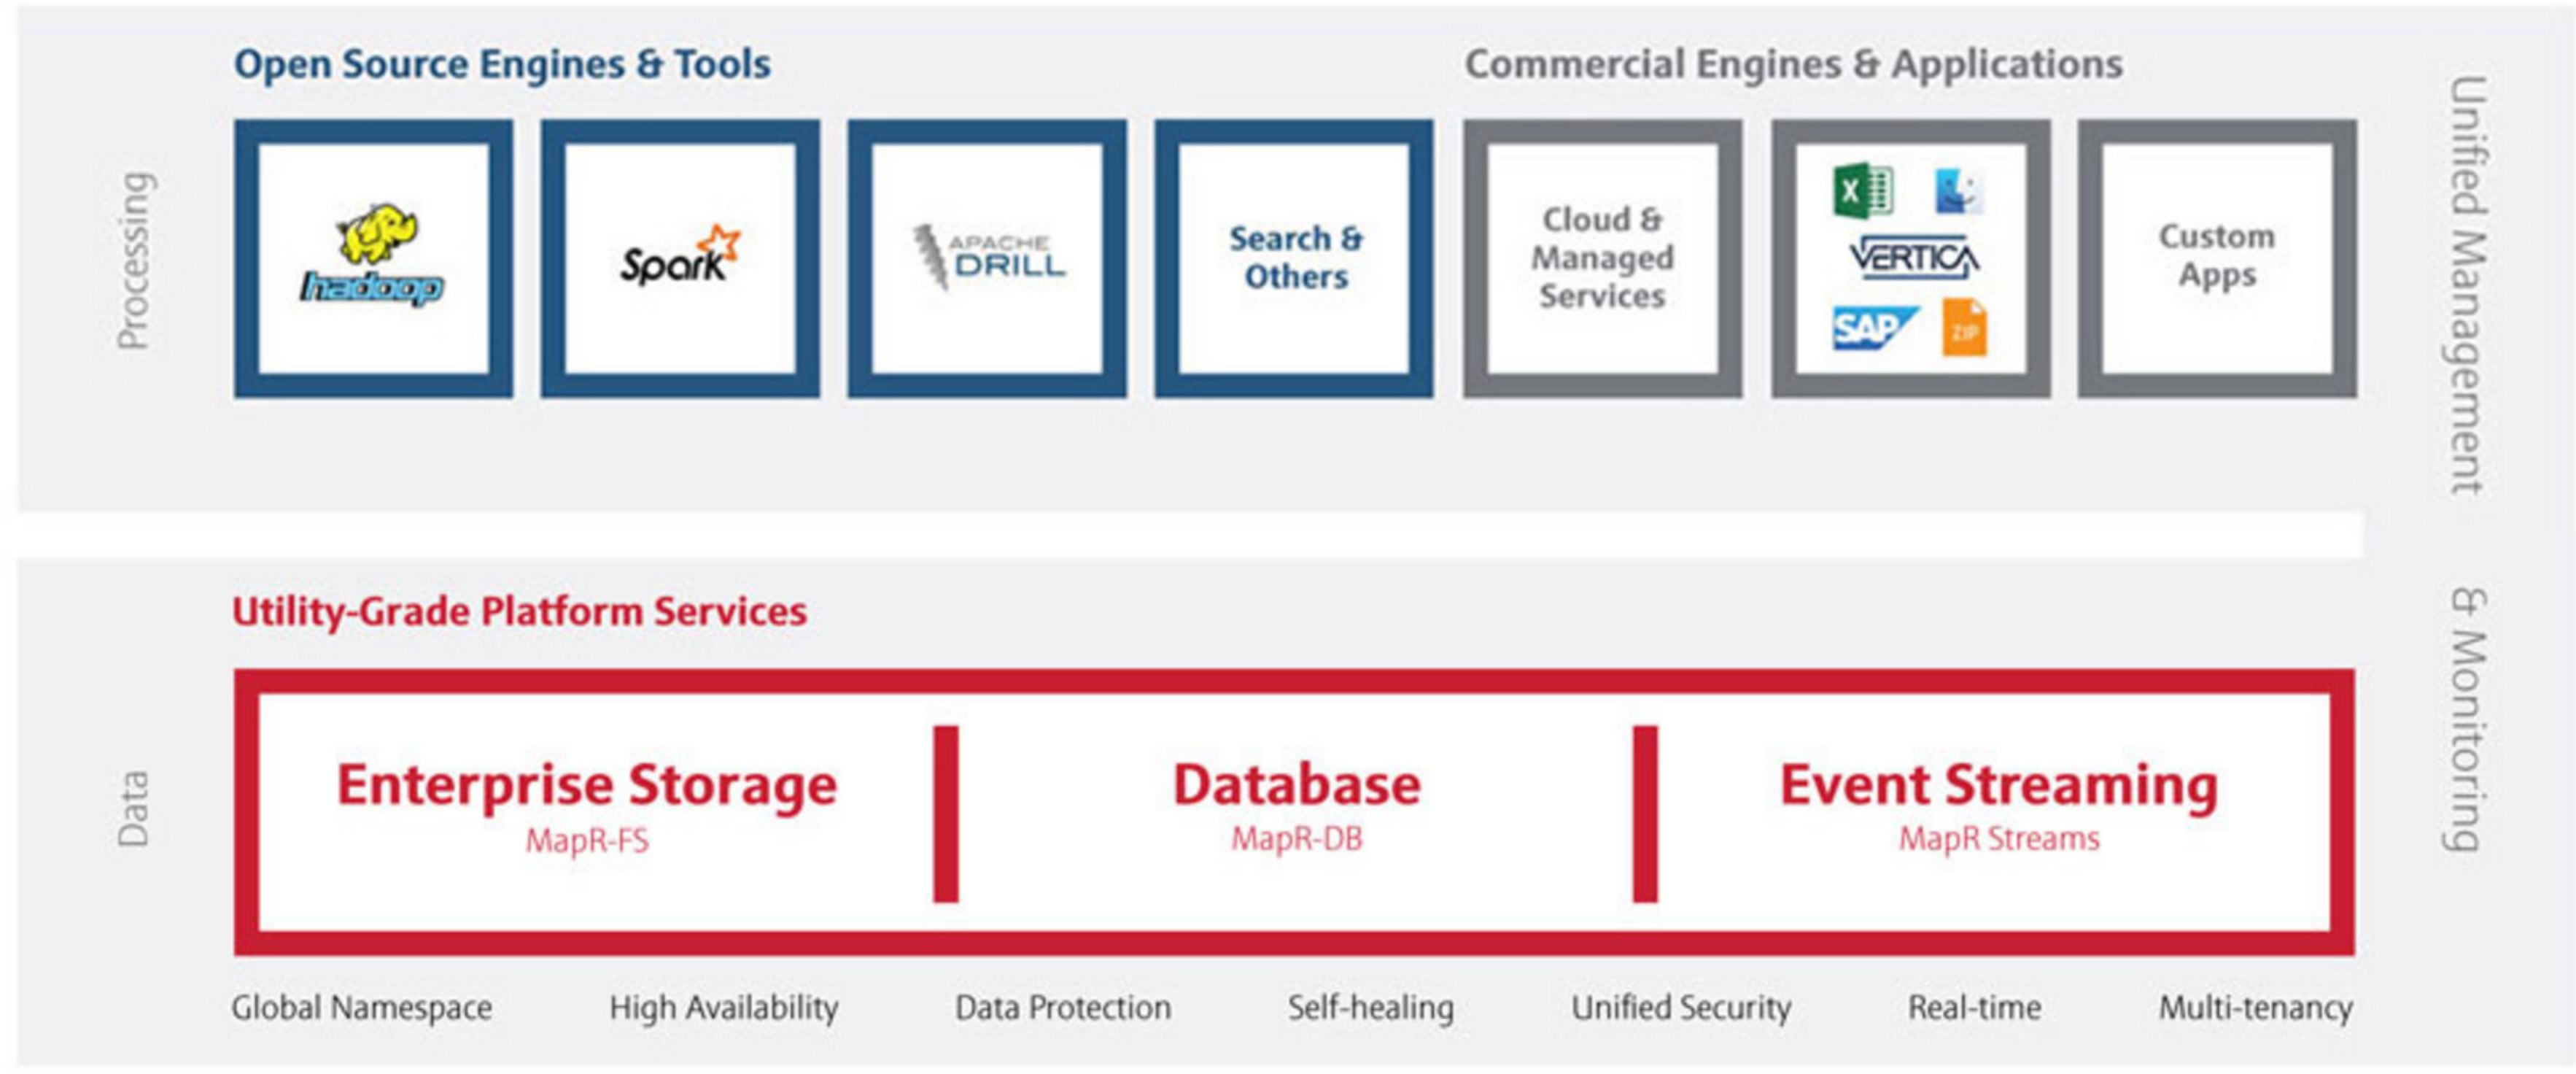 Open Source Engines & Tools
Commercial Engines & Applications
Processing
hadoop
Spark
APACHE
DRILL
Search &
Others
Cloud &
Managed
Services
X
VERTICA
SAP
ZIP
Custom
Apps
Unified Management
& Monitoring
Utility-Grade Platform Services
Data
Enterprise Storage
MapR-FS
Database
MapR-DB
Event Streaming
MapR Streams
Global Namespace
High Availability
Data Protection
Self-healing
Unified Security
Real-time
Multi-tenancy